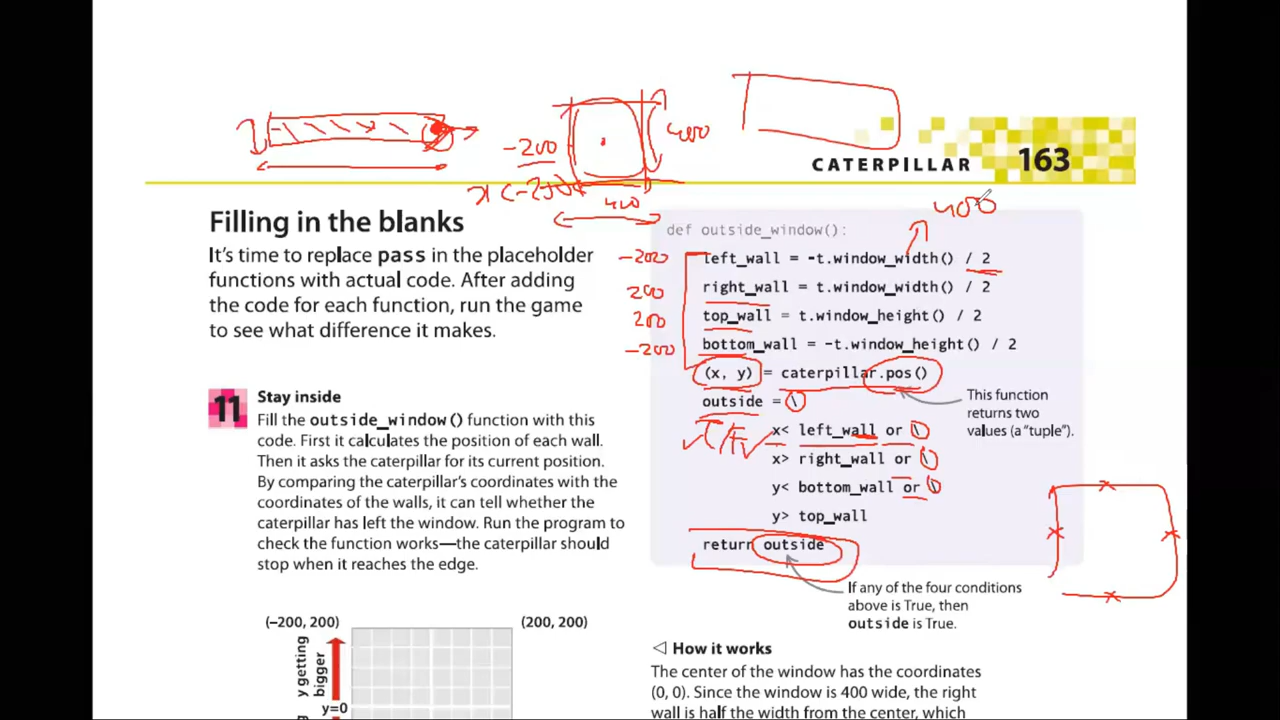 -200
400
x<-200
400
CATERPILLAR 163
Filling in the blanks
It's time to replace pass in the placeholder
functions with actual code. After adding
the code for each function, run the game
to see what difference it makes.
11
Stay inside
Fill the outside_window() function with this
code. First it calculates the position of each wall.
Then it asks the caterpillar for its current position.
By comparing the caterpillar's coordinates with the
coordinates of the walls, it can tell whether the
caterpillar has left the window. Run the program to
check the function works—the caterpillar should
stop when it reaches the edge.
(-200, 200)
(200, 200)
y getting
bigger
y=0
400
def outside_window():
-200
left_wall = -t.window_width() / 2
200
right_wall = t.window_width() / 2
200
top_wall = t.window_height() / 2
-200
bottom_wall = -t.window_height() / 2
(x, y) = caterpillar.pos()
outside = \
T/F
x< left_wall or \
x> right_wall or \
y< bottom_wall or \
y> top_wall
return outside
This function
returns two
values (a "tuple").
If any of the four conditions
above is True, then
outside is True.
How it works
The center of the window has the coordinates
(0, 0). Since the window is 400 wide, the right
wall is half the width from the center, which